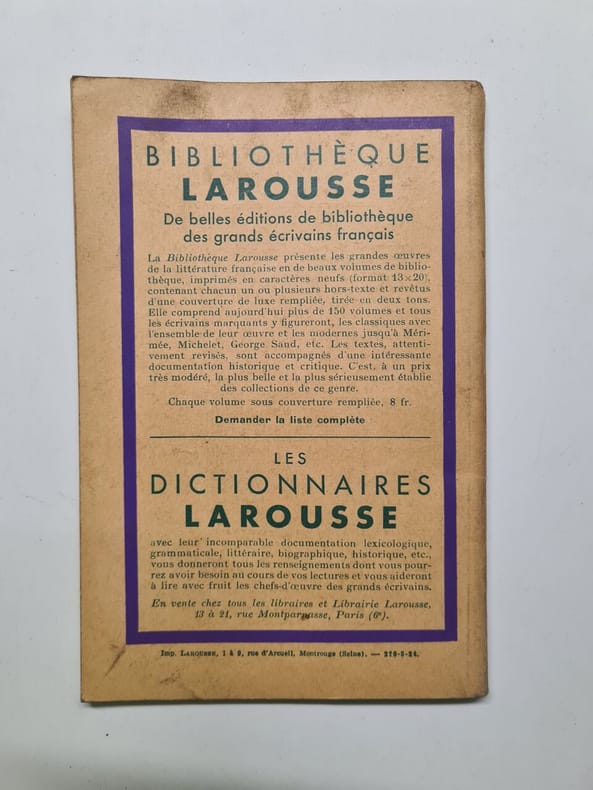 BIBLIOTHÈQUE
LAROUSSE
De belles éditions de bibliothèque
des grands écrivains français
La Bibliothèque Larousse présente les grandes œuvres
de la littérature française en de beaux volumes de biblio-
thèque, imprimés en caractères neufs (format 13×20),
contenant chacun un ou plusieurs hors-texte et revêtus
d'une couverture de luxe rempliée, tirée en deux tons.
Elle comprend aujourd'hui plus de 150 volumes et tous
les écrivains marquants y figureront, les classiques avec
l'ensemble de leur œuvre et les modernes jusqu'à Méri-
mée, Michelet, George Sand, etc. Les textes, attenti-
vement revisés, sont accompagnés d'une intéressante
documentation historique et critique. C'est, à un prix
très modéré, la plus belle et la plus sérieusement établie
des collections de ce genre.
Chaque volume sous couverture rempliée, 8 fr.
Demander la liste complète
LES
DICTIONNAIRES
LAROUSSE
avec leur incomparable documentation lexicologique,
grammaticale, littéraire, biographique, historique, etc.,
vous donneront tous les renseignements dont vous pour-
rez avoir besoin au cours de vos lectures et vous aideront
à lire avec fruit les chefs-d'œuvre des grands écrivains.
En vente chez tous les libraires et Librairie Larousse,
13 à 21, rue Montparnasse, Paris (6e).
Imp. LAROUSSE, 1 à 9, rue d'Arcueil, Montrouge (Seine). — 279-5-34.